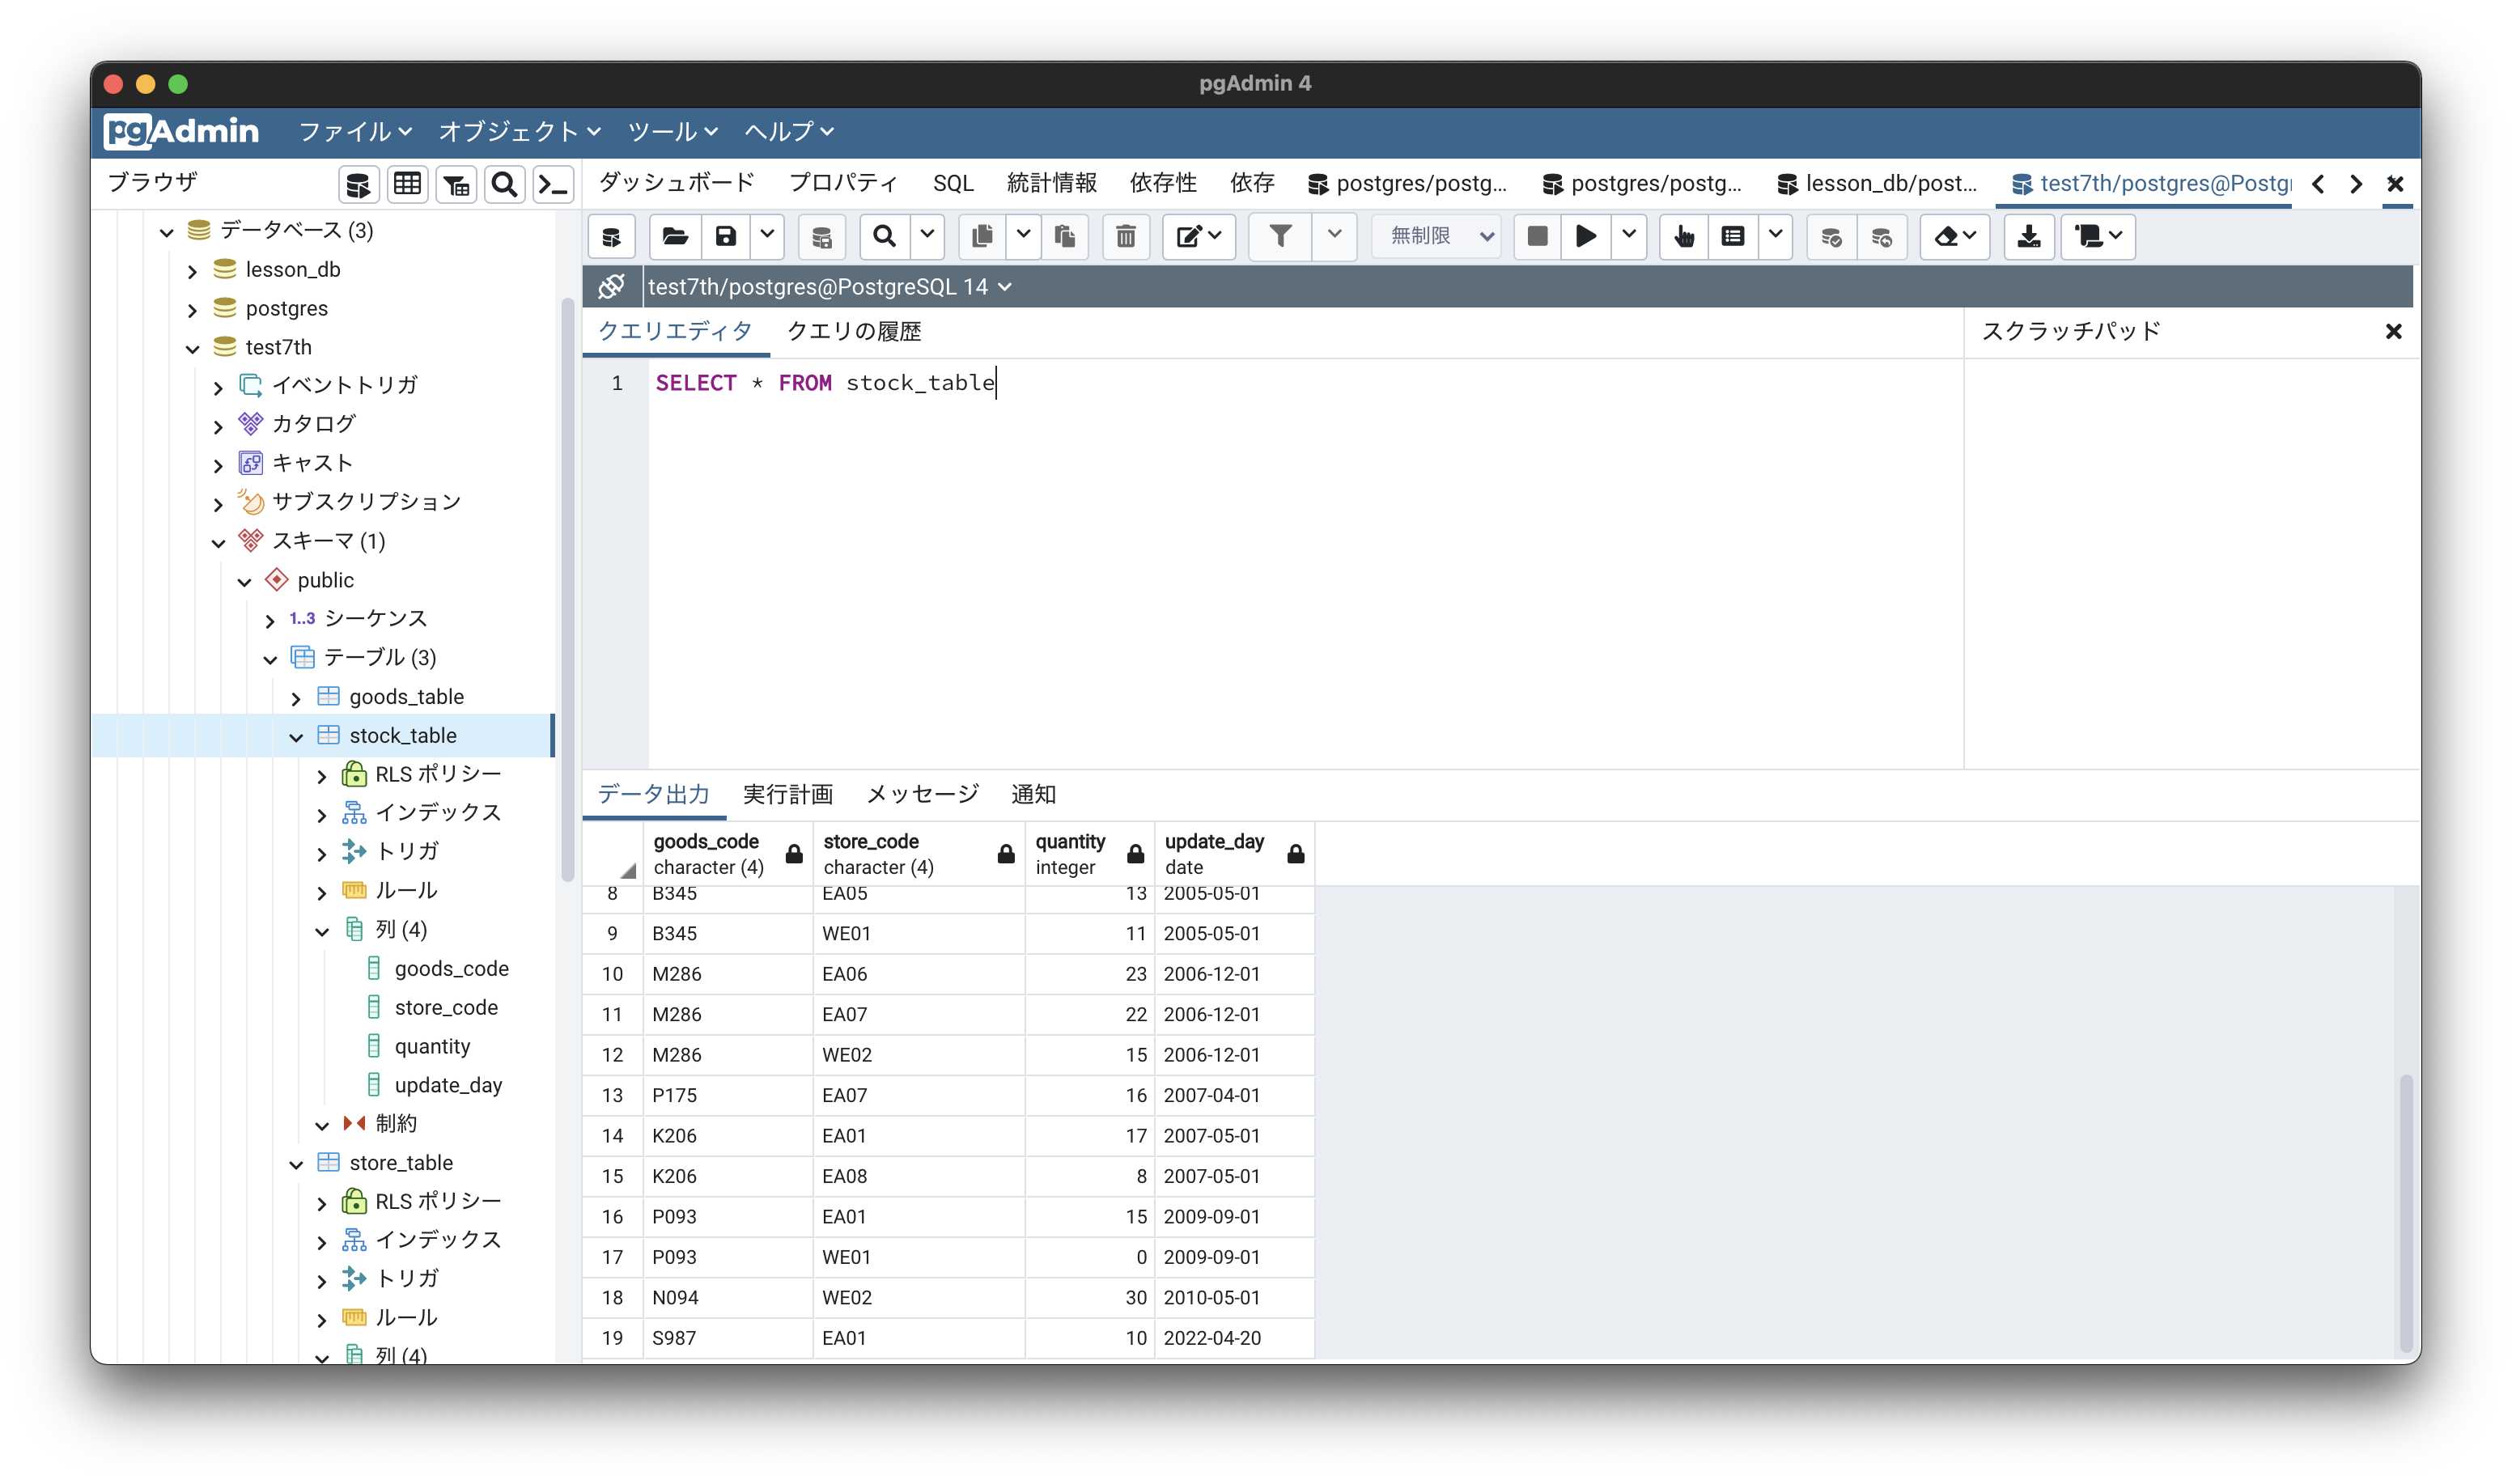 pgAdmin 4
pgAdmin ファイル オブジェクト ツール ヘルプ
ブラウザ
ダッシュボード プロパティ SQL 統計情報 依存性 依存 postgres/postg... postgres/postg... lesson_db/post... test7th/postgres@Postgr
データベース (3)
lesson_db
postgres
test7th
イベントトリガ
カタログ
キャスト
サブスクリプション
スキーマ (1)
public
1..3 シーケンス
テーブル (3)
goods_table
stock_table
RLS ポリシー
インデックス
トリガ
ルール
列 (4)
goods_code
store_code
quantity
update_day
制約
store_table
RLS ポリシー
インデックス
トリガ
ルール
列 (4)
無制限
test7th/postgres@PostgreSQL 14
クエリエディタ クエリの履歴
スクラッチパッド
1 SELECT * FROM stock_table
データ出力 実行計画 メッセージ 通知
goods_code store_code quantity update_day
character (4) character (4) integer date
8 B345 EA05 13 2005-05-01
9 B345 WE01 11 2005-05-01
10 M286 EA06 23 2006-12-01
11 M286 EA07 22 2006-12-01
12 M286 WE02 15 2006-12-01
13 P175 EA07 16 2007-04-01
14 K206 EA01 17 2007-05-01
15 K206 EA08 8 2007-05-01
16 P093 EA01 15 2009-09-01
17 P093 WE01 0 2009-09-01
18 N094 WE02 30 2010-05-01
19 S987 EA01 10 2022-04-20